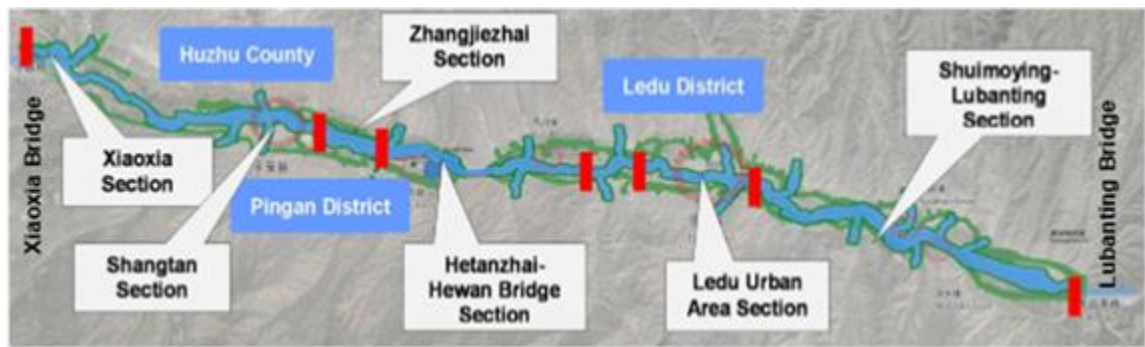 Xiaoxia Bridge
Huzhu County
Zhangjiezhai
Section
Ledu District
Shuimoying-
Lubanting
Section
Lubanting Bridge
Xiaoxia
Section
Pingan District
Shangtan
Section
Hetanzhai-
Hewan Bridge
Section
Ledu Urban
Area Section